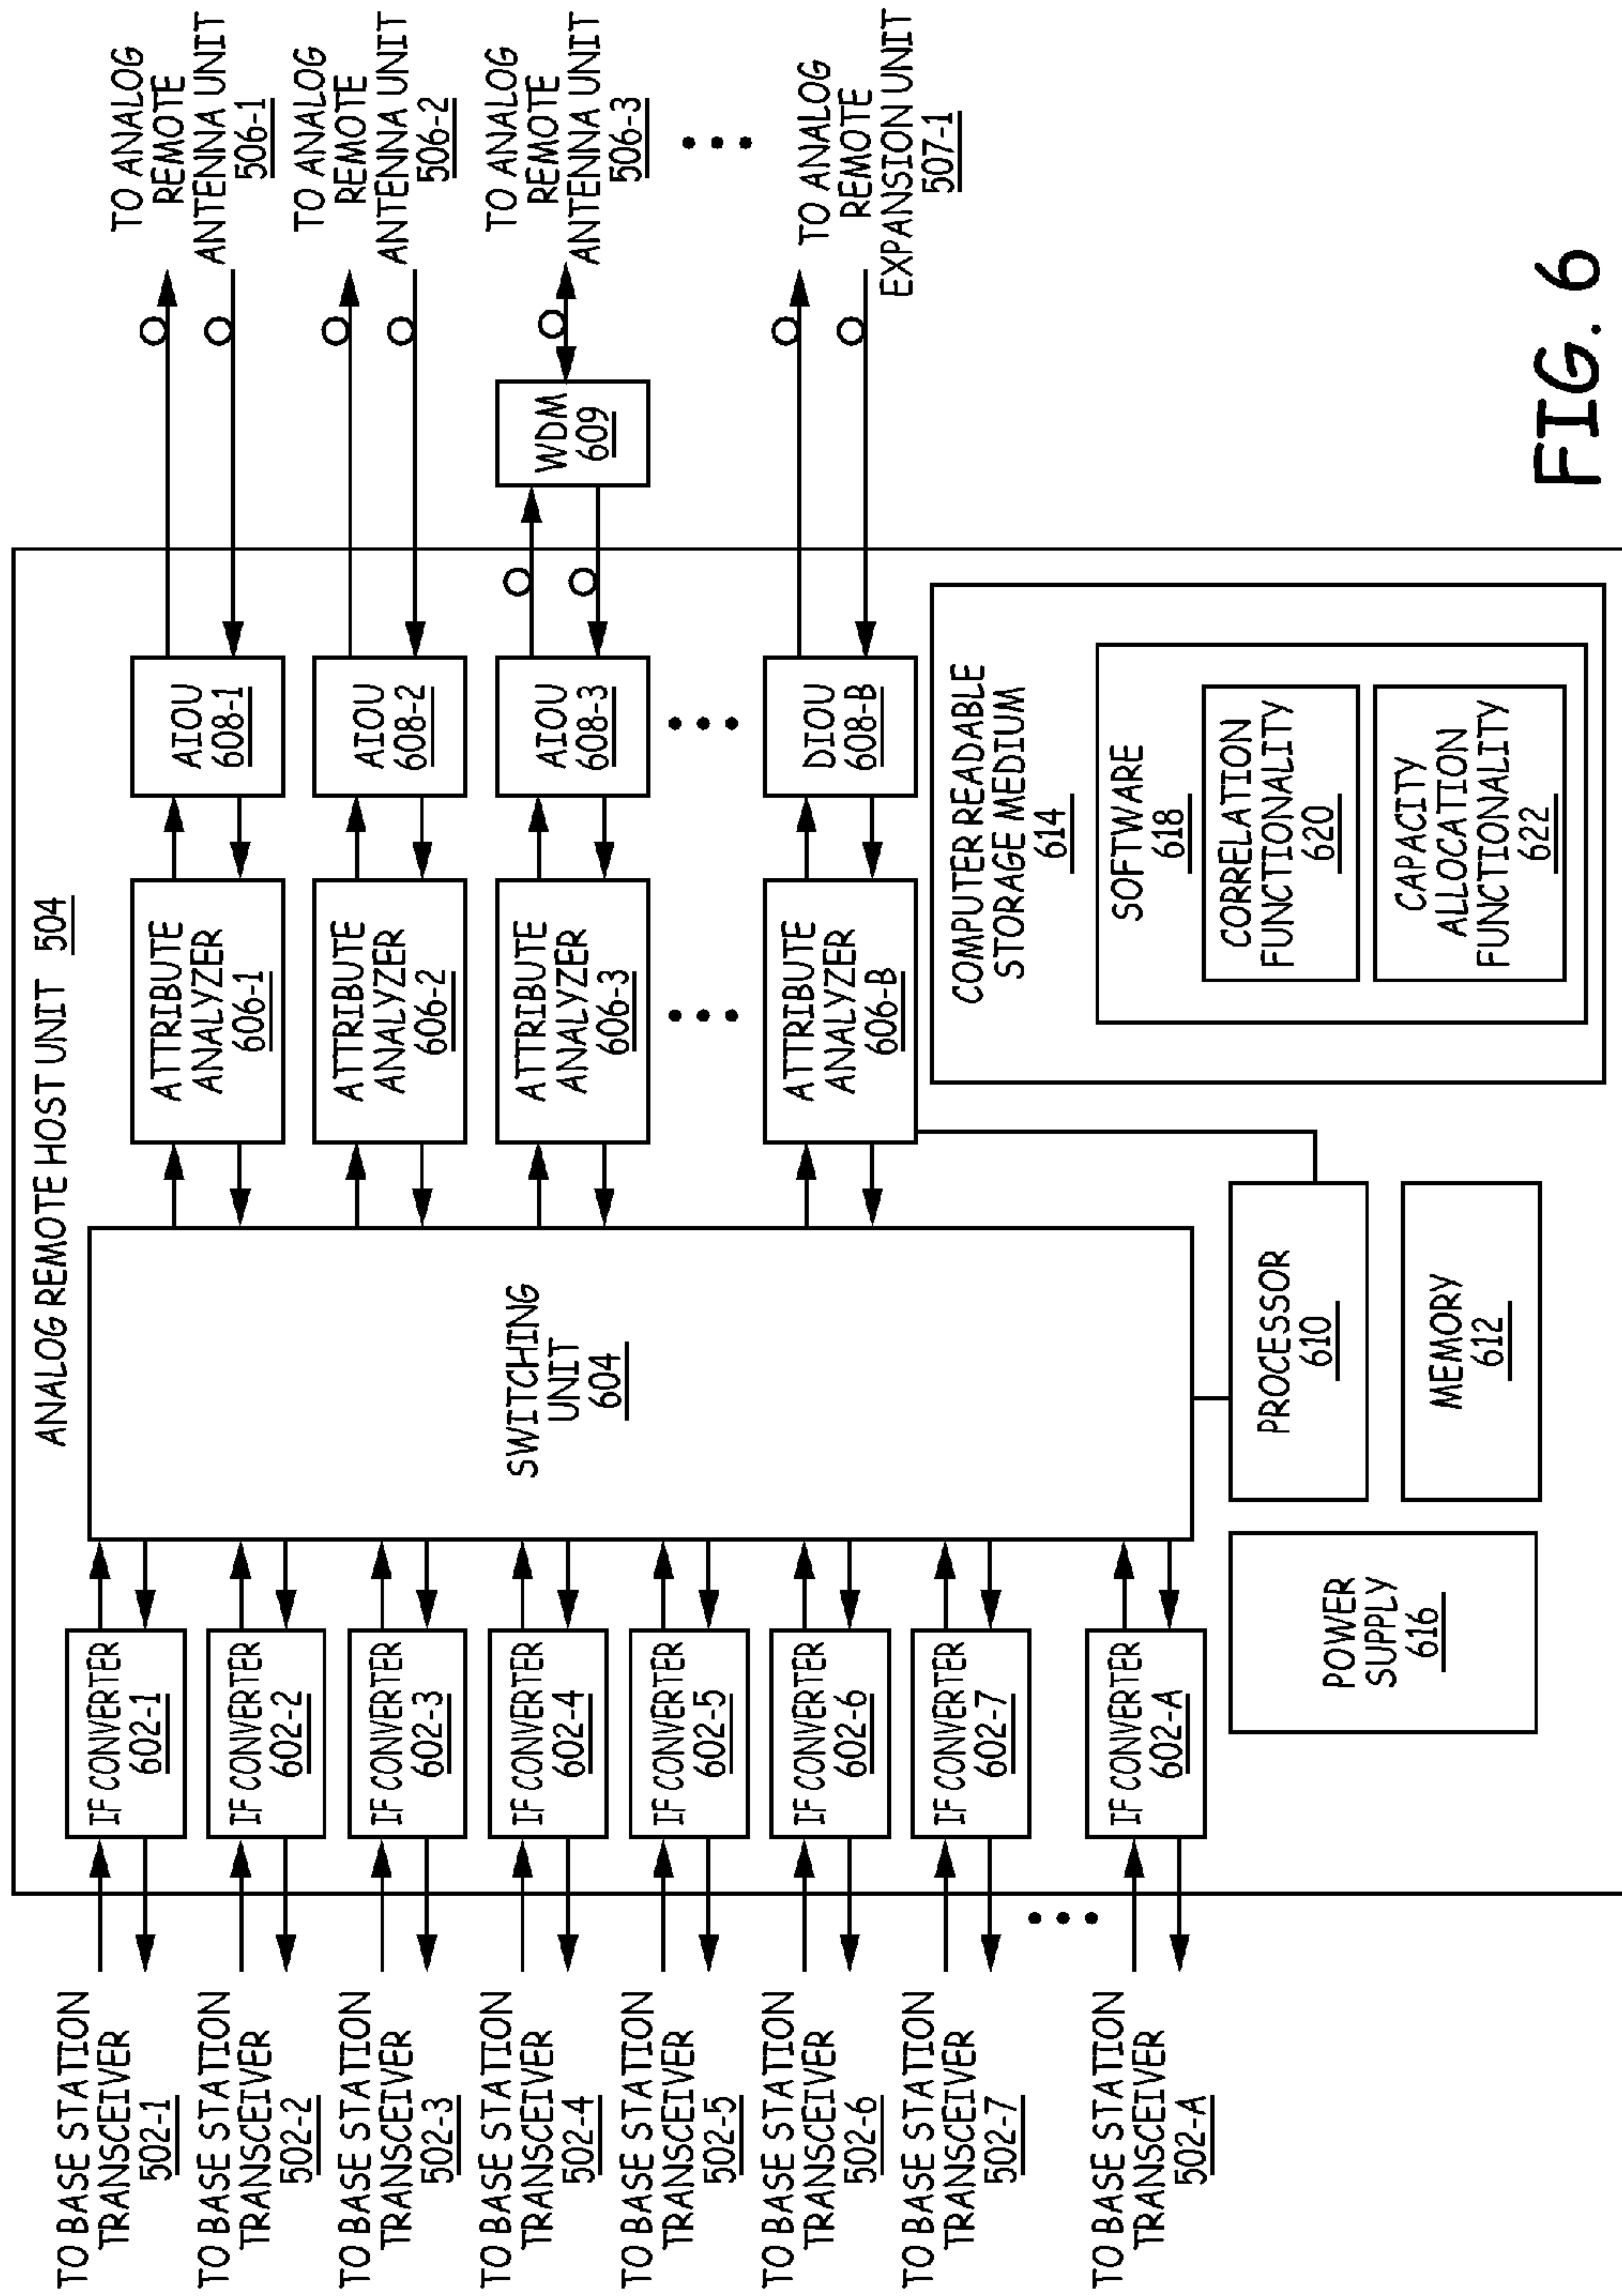 ANALOG REMOTE HOST UNIT 504
TO BASE STATION
TRANSCEIVER
502-1
TO BASE STATION
TRANSCEIVER
502-2
TO BASE STATION
TRANSCEIVER
502-3
TO BASE STATION
TRANSCEIVER
502-4
TO BASE STATION
TRANSCEIVER
502-5
TO BASE STATION
TRANSCEIVER
502-6
TO BASE STATION
TRANSCEIVER
502-7
TO BASE STATION
TRANSCEIVER
502-A
IF CONVERTER
602-1
IF CONVERTER
602-2
IF CONVERTER
602-3
IF CONVERTER
602-4
IF CONVERTER
602-5
IF CONVERTER
602-6
IF CONVERTER
602-7
IF CONVERTER
602-A
SWITCHING
UNIT
604
ATTRIBUTE
ANALYZER
606-1
ATTRIBUTE
ANALYZER
606-2
ATTRIBUTE
ANALYZER
606-3
ATTRIBUTE
ANALYZER
606-B
AIOU
608-1
AIOU
608-2
AIOU
608-3
DIOU
608-B
WDM
609
TO ANALOG
REMOTE
ANTENNA UNIT
506-1
TO ANALOG
REMOTE
ANTENNA UNIT
506-2
TO ANALOG
REMOTE
ANTENNA UNIT
506-3
TO ANALOG
REMOTE
EXPANSION UNIT
507-1
POWER
SUPPLY
616
PROCESSOR
610
MEMORY
612
COMPUTER READABLE
STORAGE MEDIUM
614
SOFTWARE
618
CORRELATION
FUNCTIONALITY
620
CAPACITY
ALLOCATION
FUNCTIONALITY
622
FIG. 6